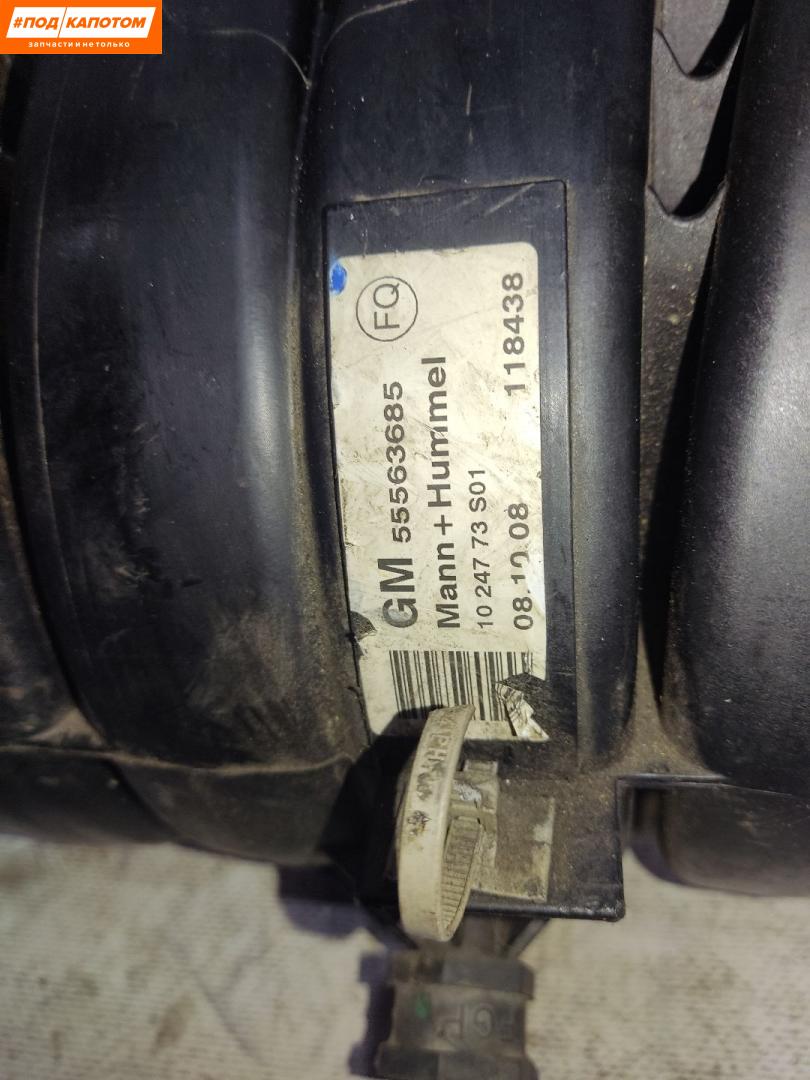 #ПОД КАПОТОМ
запчасти и не только
FQ
GM 55563685
Mann+Hummel
10 247 73 S01
08.10.08 118438